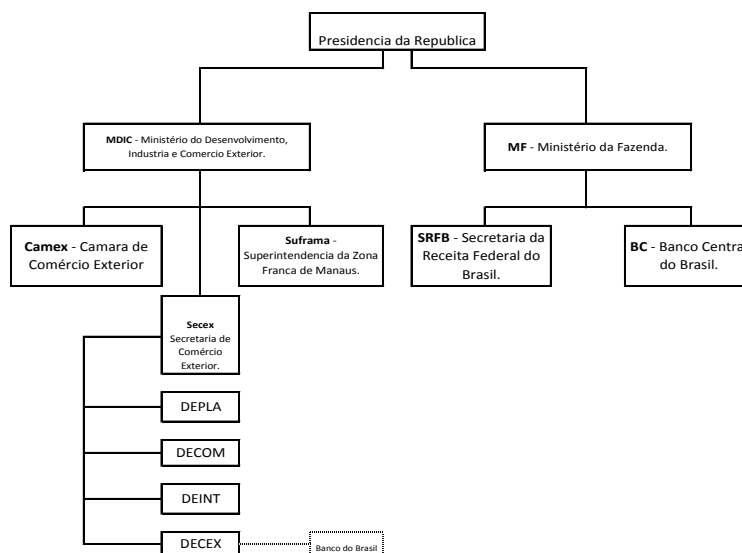 Presidencia da Republica
MDIC - Ministério do Desenvolvimento,
Industria e Comercio Exterior.
MF - Ministério da Fazenda.
Camex - Camara de
Comércio Exterior
Suframa -
Superintendencia da Zona
Franca de Manaus.
SRFB - Secretaria da
Receita Federal do
Brasil.
BC - Banco Central
do Brasil.
Secex
Secretaria de
Comércio
Exterior.
DEPLA
DECOM
DEINT
DECEX
Banco do Brasil